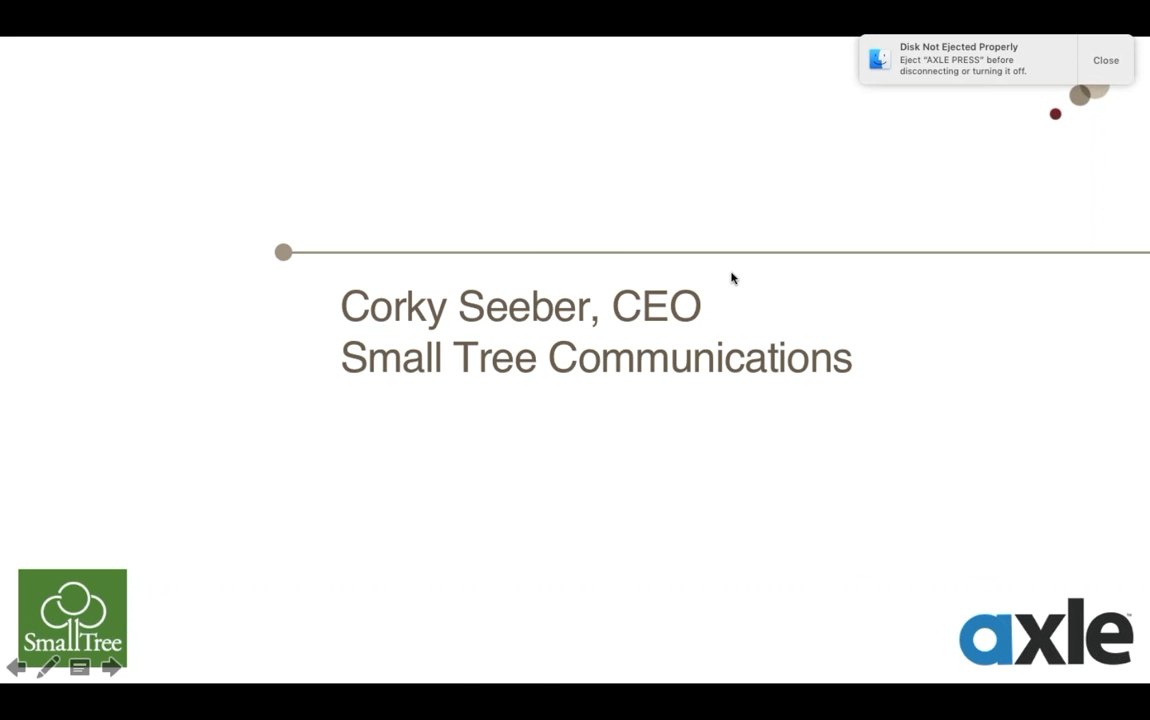 Disk Not Ejected Properly
Eject "AXLE PRESS" before
disconnecting or turning it off.
Close
Corky Seeber, CEO
Small Tree Communications
SmallTree
axle™